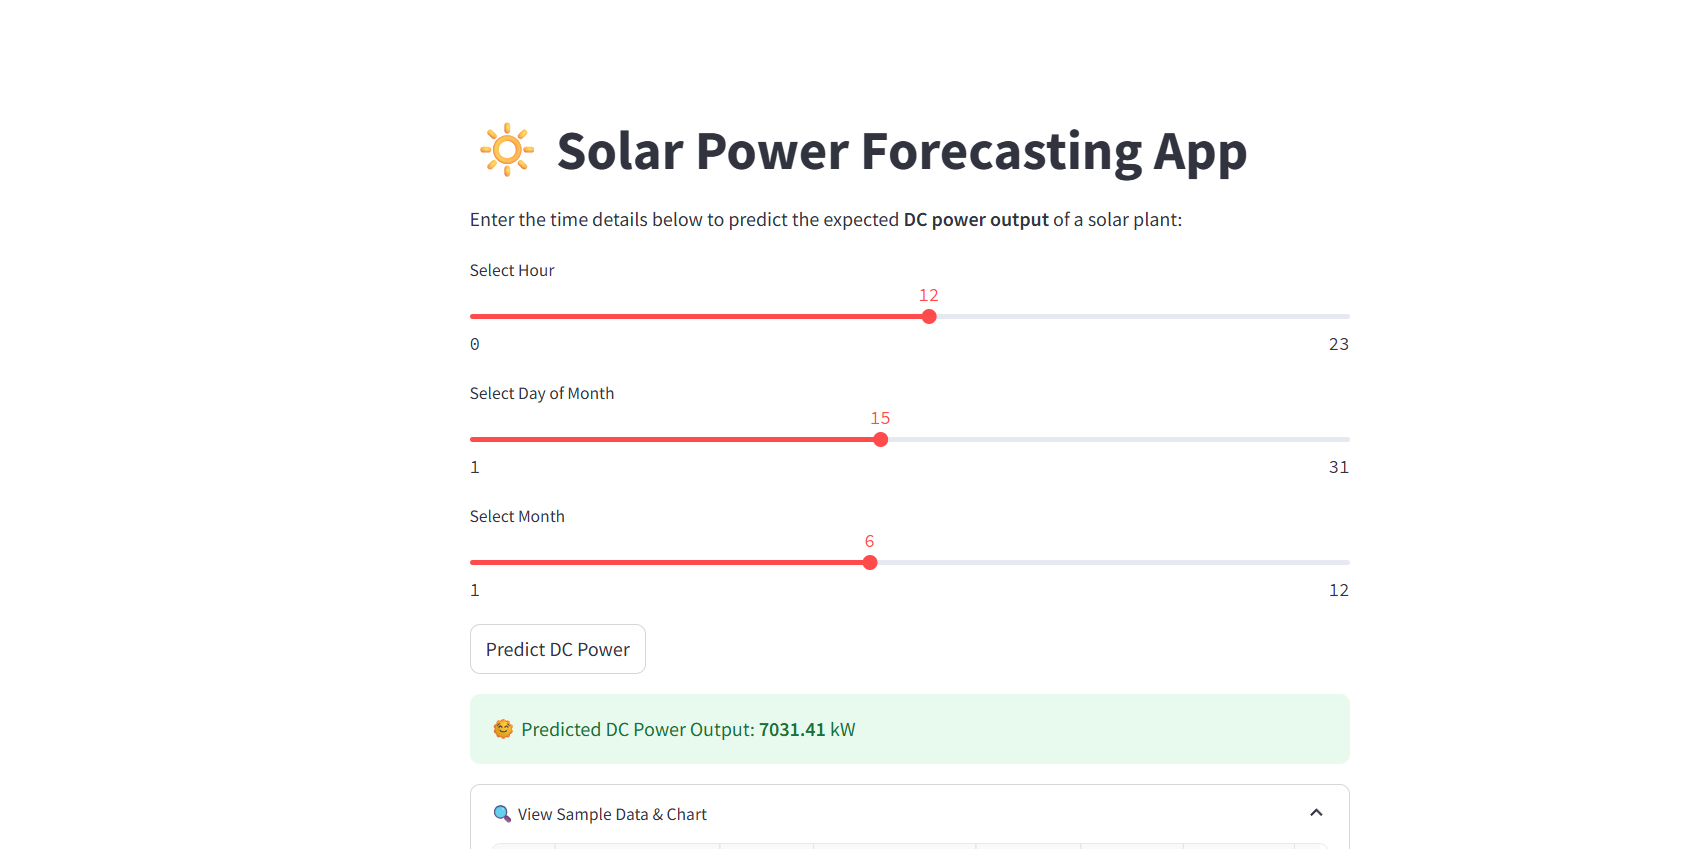 Solar Power Forecasting App
Enter the time details below to predict the expected DC power output of a solar plant:
Select Hour
12
0 23
Select Day of Month
15
1 31
Select Month
6
1 12
Predict DC Power
Predicted DC Power Output: 7031.41 kW
View Sample Data & Chart